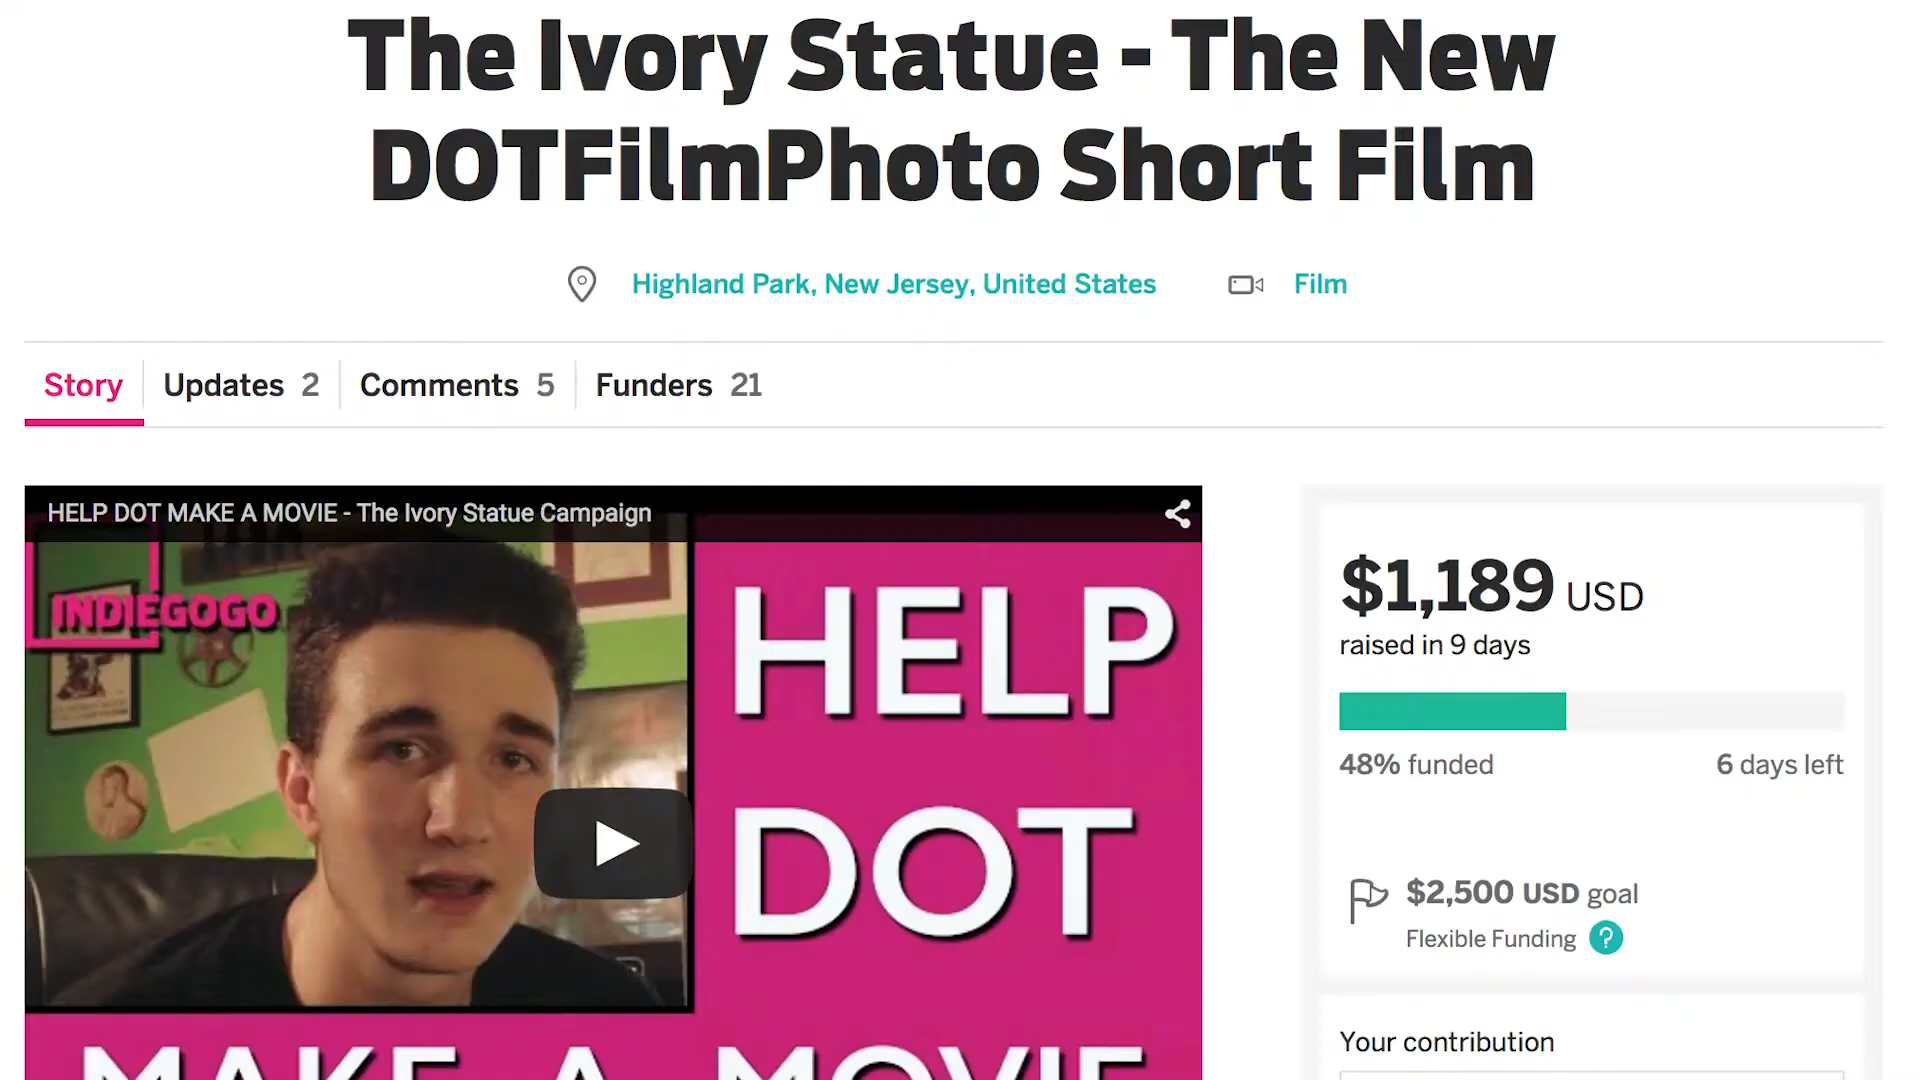 The Ivory Statue - The New
DOTFilmPhoto Short Film
Highland Park, New Jersey, United States Film
Story Updates 2 Comments 5 Funders 21
HELP DOT MAKE A MOVIE - The Ivory Statue Campaign
INDIEGOGO
HELP
DOT
MAKE A MOVIE
$1,189 USD
raised in 9 days
48% funded 6 days left
$2,500 USD goal
Flexible Funding ?
Your contribution